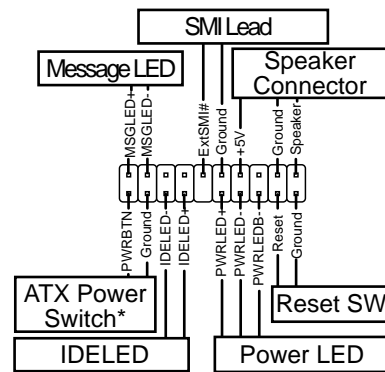 SMI Lead
Message LED
Speaker
Connector
MSGLED+
MSGLED-
ExtSMI#
Ground
+5V
Ground
Speaker-
PWRBTN
Ground
IDELED-
IDELED+
PWRLED+
PWRLED-
PWRLEDB-
Reset
Ground
ATX Power
Switch*
Reset SW
IDELED
Power LED